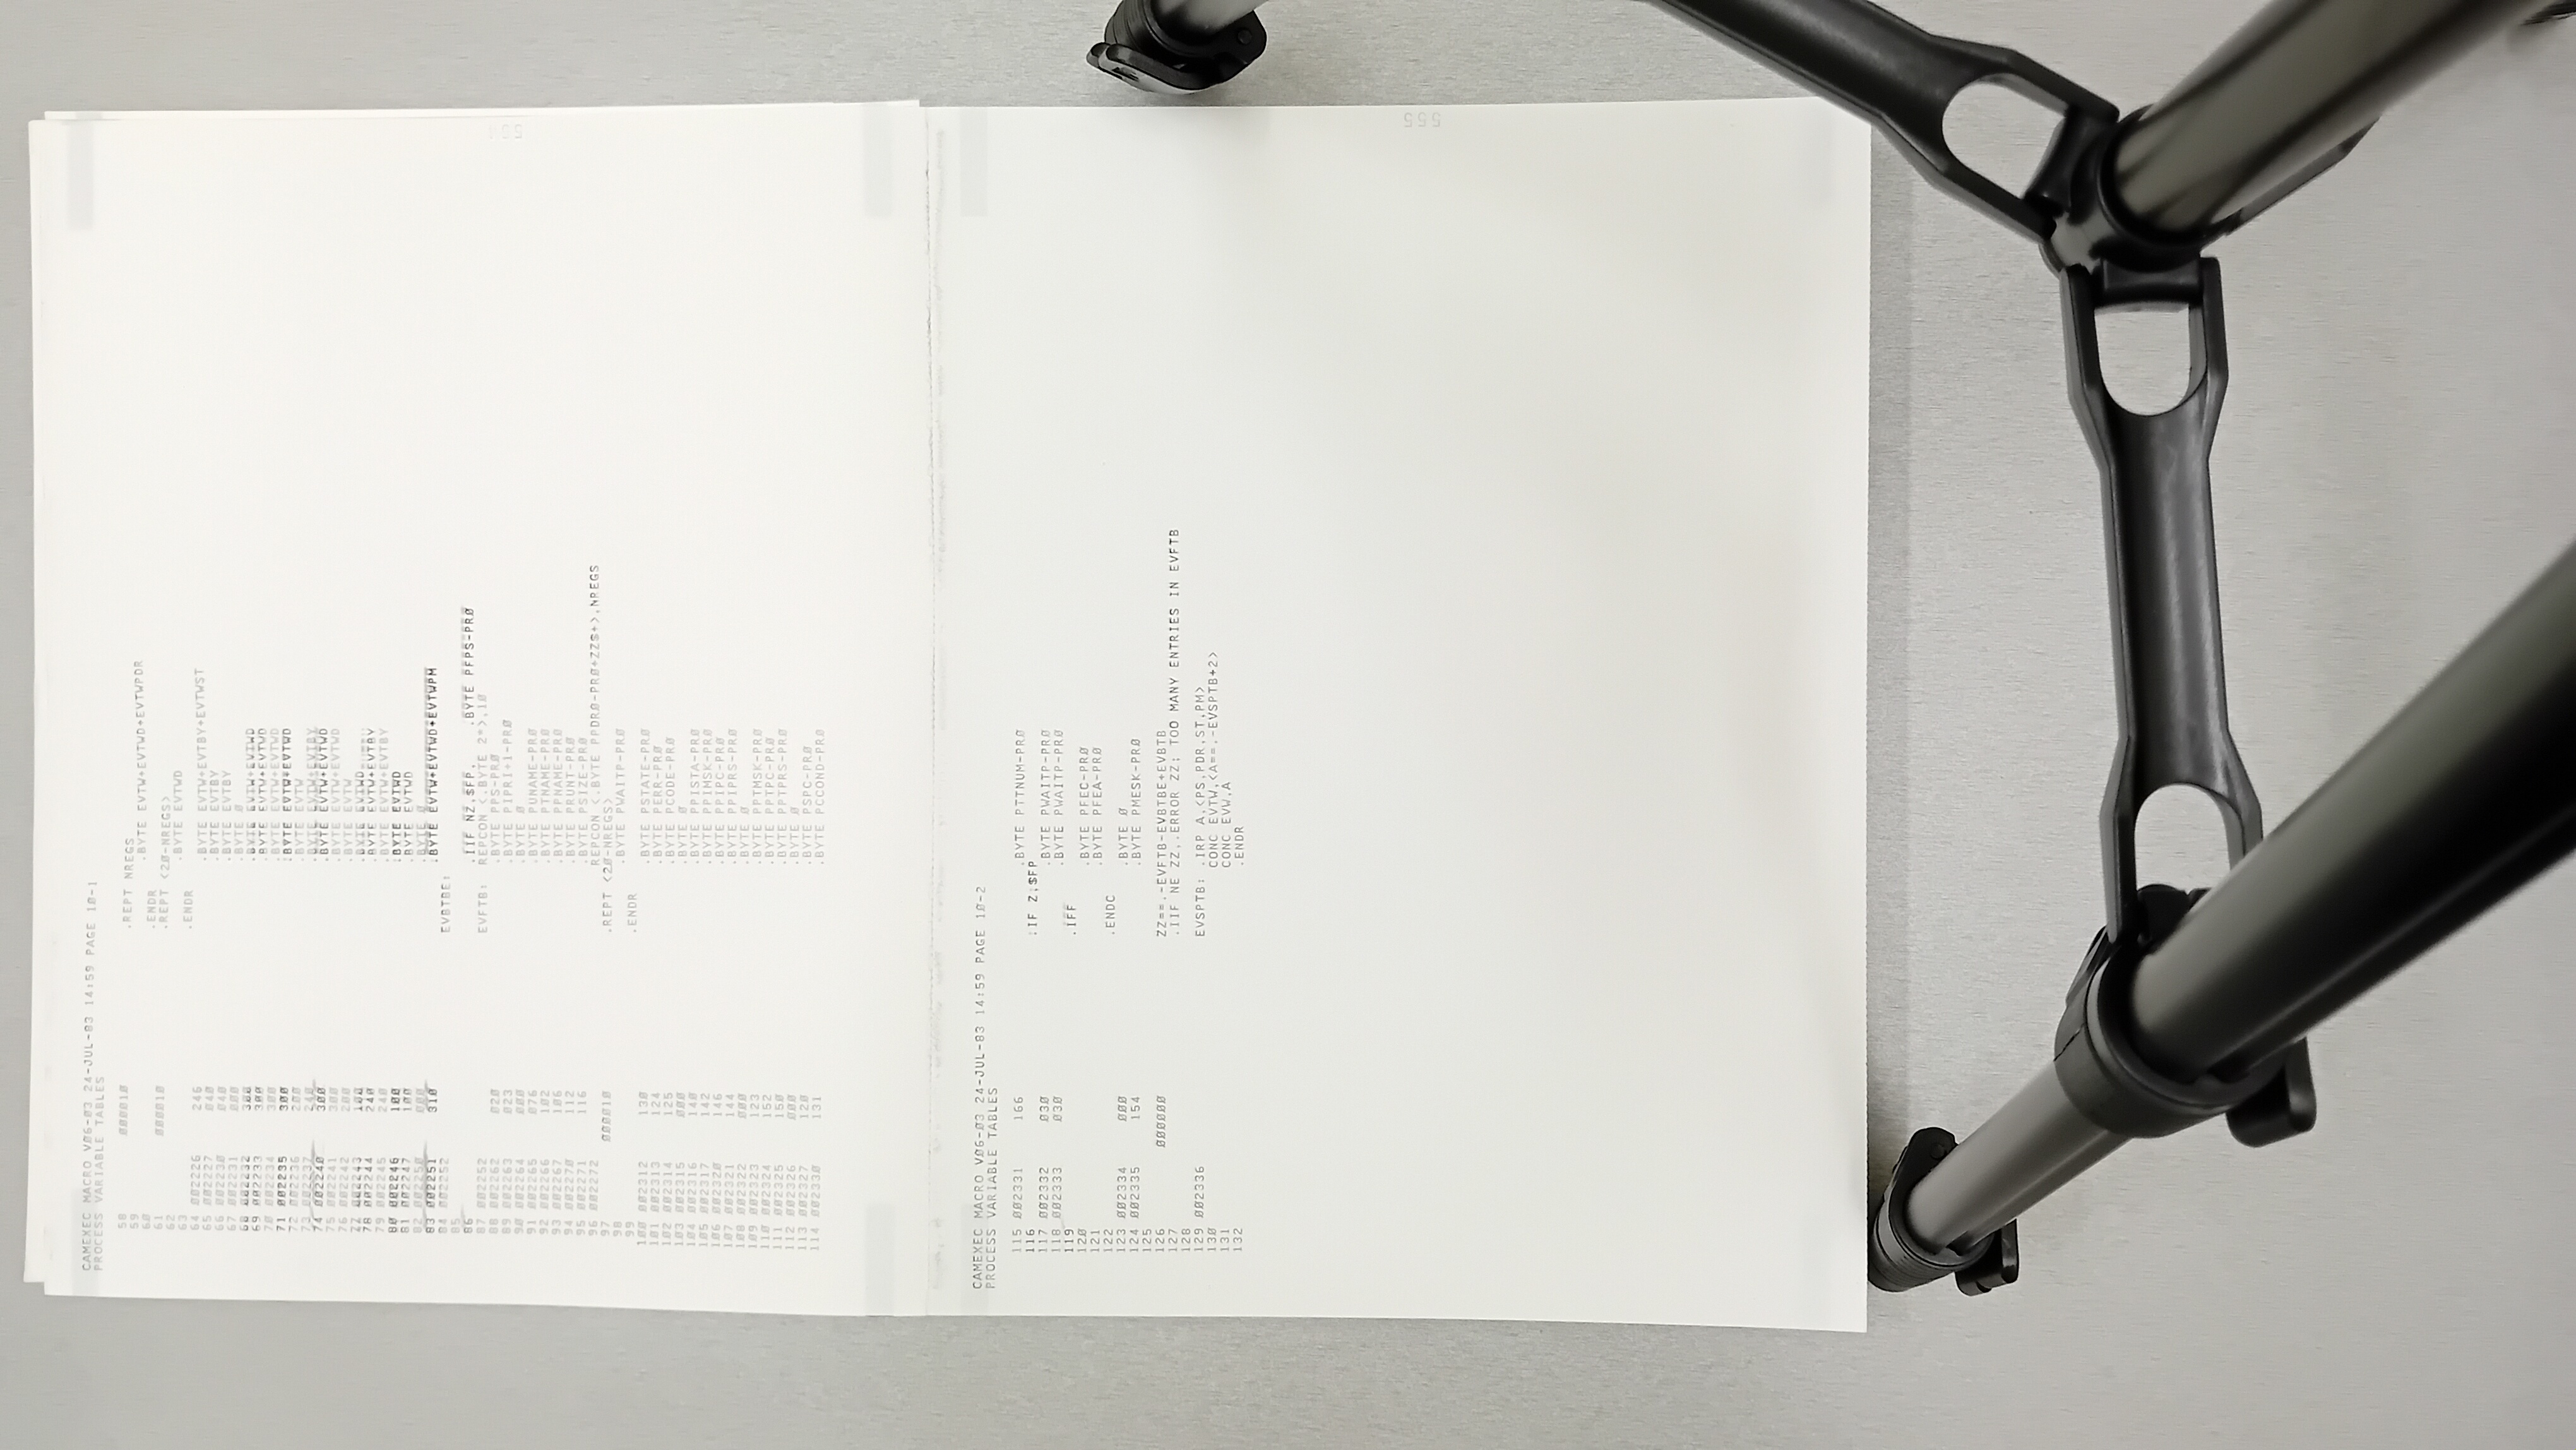 CAMEXEC MACRO VØ6-Ø3 24-JUL-83 14:59 PAGE 1Ø-1
PROCESS VARIABLE TABLES
58 ØØØØ1Ø .REPT NREGS
59 .BYTE EVTW+EVTWD+EVTWPDR
6Ø .ENDR
61 ØØØØ1Ø .REPT <2Ø-NREGS>
62 .BYTE EVTWD
63 .ENDR
64 ØØ2226 246 .BYTE EVTW+EVTBY+EVTWST
65 ØØ2227 Ø4Ø .BYTE EVTBY
66 ØØ223Ø Ø4Ø .BYTE EVTBY
67 ØØ2231 ØØØ .BYTE Ø
68 ØØ2232 3ØØ .BYTE EVTW+EVTWD
69 ØØ2233 3ØØ .BYTE EVTW+EVTWD
7Ø ØØ2234 3ØØ .BYTE EVTW+EVTWD
71 ØØ2235 3ØØ .BYTE EVTW+EVTWD
72 ØØ2236 2ØØ .BYTE EVTW
73 ØØ2237 24Ø .BYTE EVTW+EVTBY
74 ØØ224Ø 3ØØ .BYTE EVTW+EVTWD
75 ØØ2241 3ØØ .BYTE EVTW+EVTWD
76 ØØ2242 2ØØ .BYTE EVTW
77 ØØ2243 1ØØ .BYTE EVTWD
78 ØØ2244 24Ø .BYTE EVTW+EVTBY
79 ØØ2245 24Ø .BYTE EVTW+EVTBY
8Ø ØØ2246 1ØØ .BYTE EVTWD
81 ØØ2247 1ØØ .BYTE EVTWD
82 ØØ225Ø ØØØ .BYTE Ø
83 ØØ2251 31Ø .BYTE EVTW+EVTWD+EVTWPM
84 ØØ2252 EVBTBE:
85
86 .IIF NZ,$FP, .BYTE PFPS-PRØ
87 ØØ2252 EVFTB: REPCON <.BYTE 2*>,1Ø
88 ØØ2262 Ø2Ø .BYTE PPS-PRØ
89 ØØ2263 Ø23 .BYTE PIPRI+1-PRØ
9Ø ØØ2264 ØØØ .BYTE Ø
91 ØØ2265 Ø76 .BYTE PUNAME-PRØ
92 ØØ2266 1Ø2 .BYTE PTNAME-PRØ
93 ØØ2267 1Ø6 .BYTE PPNAME-PRØ
94 ØØ227Ø 112 .BYTE PRUNT-PRØ
95 ØØ2271 116 .BYTE PSIZE-PRØ
96 ØØ2272 REPCON <.BYTE PPDRØ-PRØ+ZZ$+>,NREGS
97 ØØØØ1Ø .REPT <2Ø-NREGS>
98 .BYTE PWAITP-PRØ
99 .ENDR
1ØØ ØØ2312 13Ø .BYTE PSTATE-PRØ
1Ø1 ØØ2313 124 .BYTE PERR-PRØ
1Ø2 ØØ2314 125 .BYTE PCODE-PRØ
1Ø3 ØØ2315 ØØØ .BYTE Ø
1Ø4 ØØ2316 14Ø .BYTE PPISTA-PRØ
1Ø5 ØØ2317 142 .BYTE PPIMSK-PRØ
1Ø6 ØØ232Ø 146 .BYTE PPIPC-PRØ
1Ø7 ØØ2321 144 .BYTE PPIPRS-PRØ
1Ø8 ØØ2322 ØØØ .BYTE Ø
1Ø9 ØØ2323 123 .BYTE PPTMSK-PRØ
11Ø ØØ2324 152 .BYTE PPTPC-PRØ
111 ØØ2325 15Ø .BYTE PPTPRS-PRØ
112 ØØ2326 ØØØ .BYTE Ø
113 ØØ2327 12Ø .BYTE PSPC-PRØ
114 ØØ233Ø 131 .BYTE PCCOND-PRØ
CAMEXEC MACRO VØ6-Ø3 24-JUL-83 14:59 PAGE 1Ø-2
PROCESS VARIABLE TABLES
115 ØØ2331 166 .BYTE PTTNUM-PRØ
116 .IF Z,$FP
117 ØØ2332 Ø3Ø .BYTE PWAITP-PRØ
118 ØØ2333 Ø3Ø .BYTE PWAITP-PRØ
119 .IFF
12Ø .BYTE PFEC-PRØ
121 .BYTE PFEA-PRØ
122 .ENDC
123 ØØ2334 ØØØ .BYTE Ø
124 ØØ2335 154 .BYTE PMESK-PRØ
125
126 ØØØØØØ ZZ==.-EVFTB-EVBTBE+EVBTB
127 .IIF NE ZZ,.ERROR ZZ; TOO MANY ENTRIES IN EVFTB
128
129 ØØ2336 EVSPTB: .IRP A,<PS,PDR,ST,PM>
13Ø CONC EVTW,<A==.-EVSPTB+2>
131 CONC EVW,A
132 .ENDR
555